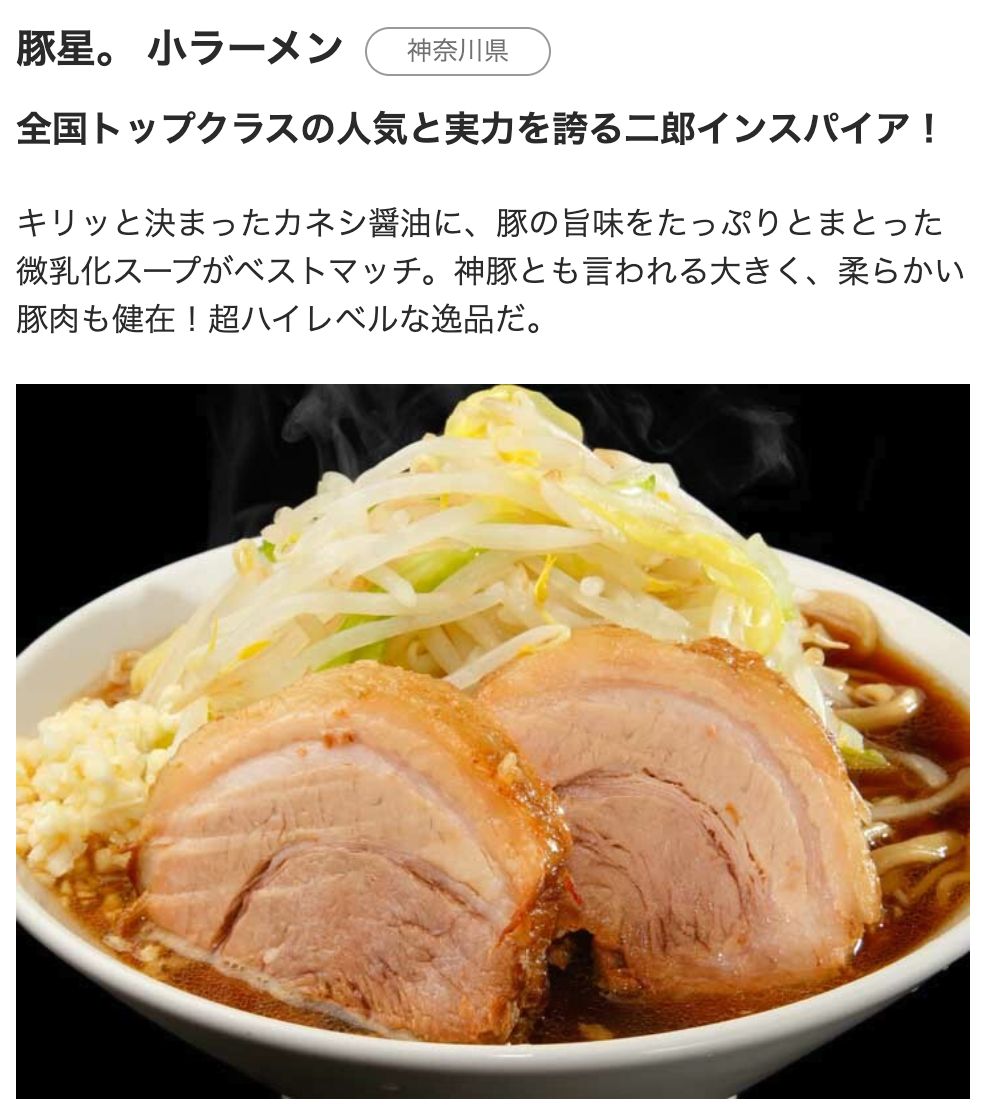 豚星。 小ラーメン 神奈川県
全国トップクラスの人気と実力を誇る二郎インスパイア！
キリッと決まったカネシ醤油に、豚の旨味をたっぷりとまとった
微乳化スープがベストマッチ。神豚とも言われる大きく、柔らかい
豚肉も健在！超ハイレベルな逸品だ。